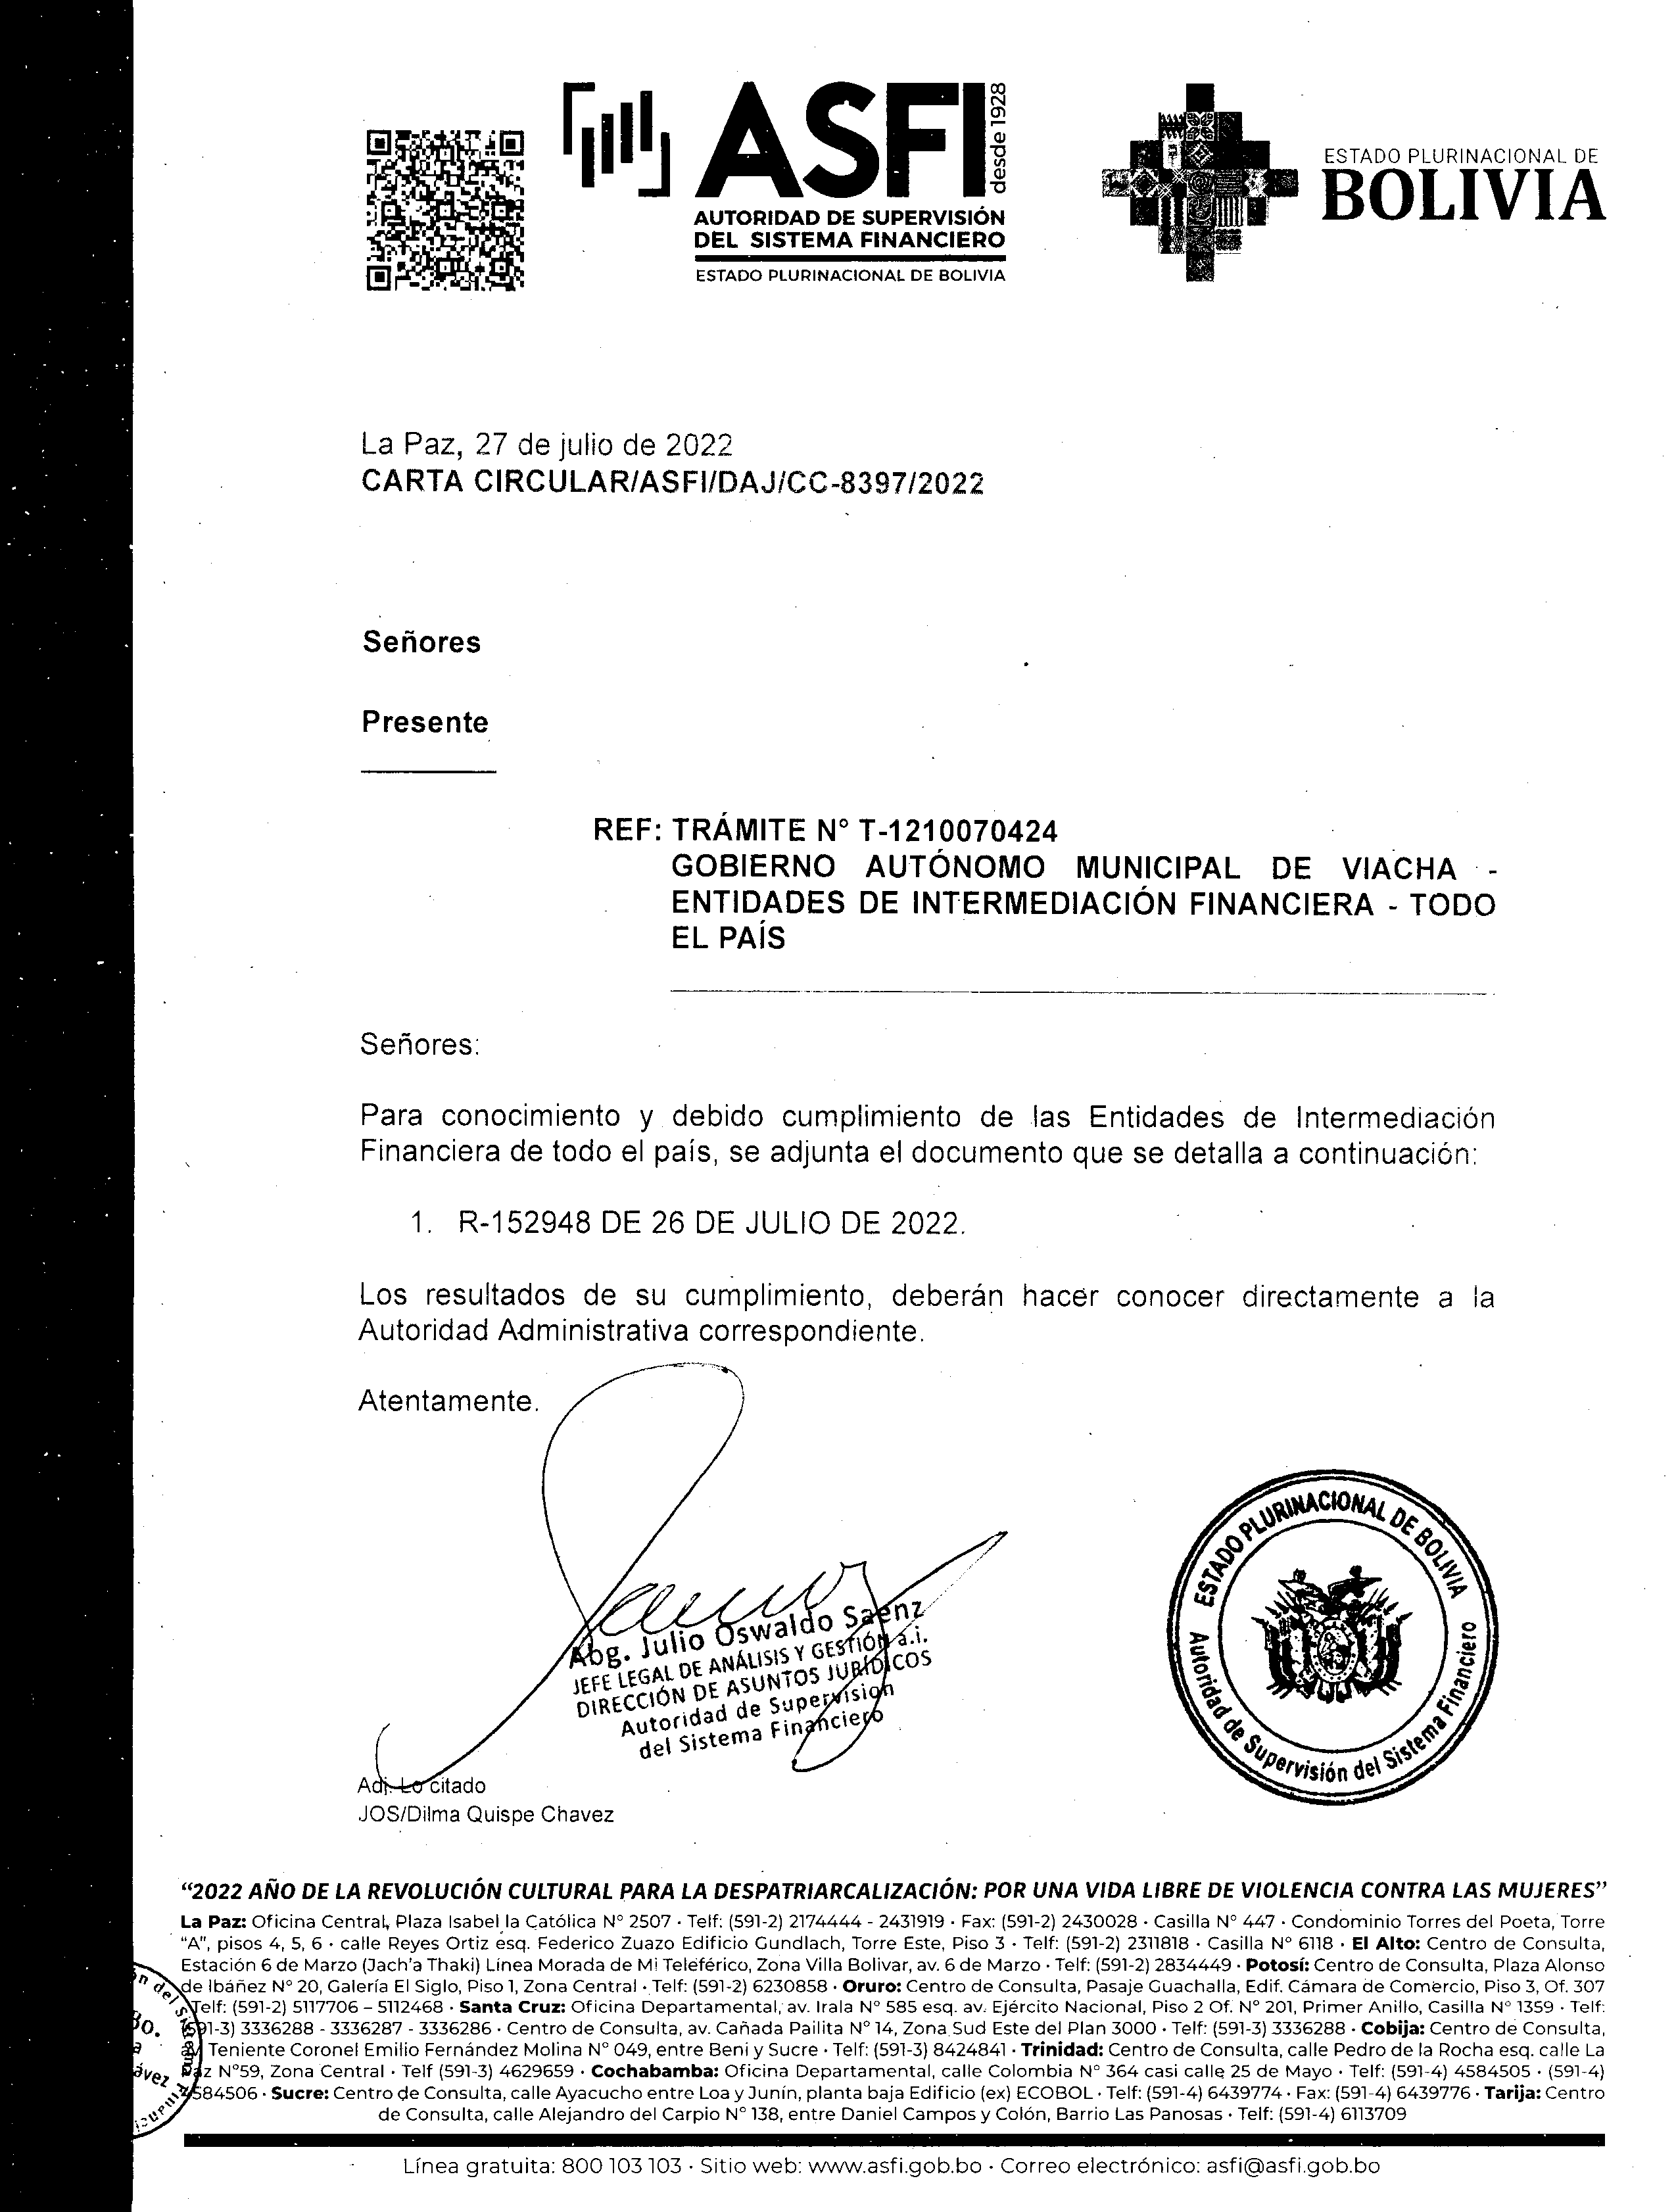 ASFI desde 1928
AUTORIDAD DE SUPERVISIÓN
DEL SISTEMA FINANCIERO
ESTADO PLURINACIONAL DE BOLIVIA
ESTADO PLURINACIONAL DE
BOLIVIA
La Paz, 27 de julio de 2022
CARTA CIRCULAR/ASFI/DAJ/CC-8397/2022
Señores
Presente
REF: TRÁMITE N° T-1210070424
GOBIERNO AUTÓNOMO MUNICIPAL DE VIACHA -
ENTIDADES DE INTERMEDIACIÓN FINANCIERA - TODO
EL PAÍS
Señores:
Para conocimiento y debido cumplimiento de las Entidades de Intermediación
Financiera de todo el país, se adjunta el documento que se detalla a continuación:
1. R-152948 DE 26 DE JULIO DE 2022.
Los resultados de su cumplimiento, deberán hacer conocer directamente a la
Autoridad Administrativa correspondiente.
Atentamente.
Abg. Julio Oswaldo Saenz
JEFE LEGAL DE ANÁLISIS Y GESTIÓN a.i.
DIRECCIÓN DE ASUNTOS JURÍDICOS
Autoridad de Supervision
del Sistema Financiero
ESTADO PLURINACIONAL DE BOLIVIA
Autoridad de Supervisión del Sistema Financiero
Adj. Lo citado
JOS/Dilma Quispe Chavez
“2022 AÑO DE LA REVOLUCIÓN CULTURAL PARA LA DESPATRIARCALIZACIÓN: POR UNA VIDA LIBRE DE VIOLENCIA CONTRA LAS MUJERES”
La Paz: Oficina Central, Plaza Isabel la Católica N° 2507 · Telf: (591-2) 2174444 - 2431919 · Fax: (591-2) 2430028 · Casilla N° 447 · Condominio Torres del Poeta, Torre
“A”, pisos 4, 5, 6 · calle Reyes Ortiz esq. Federico Zuazo Edificio Gundlach, Torre Este, Piso 3 · Telf: (591-2) 2311818 · Casilla N° 6118 · El Alto: Centro de Consulta,
Estación 6 de Marzo (Jach’a Thaki) Línea Morada de Mi Teleférico, Zona Villa Bolivar, av. 6 de Marzo · Telf: (591-2) 2834449 · Potosí: Centro de Consulta, Plaza Alonso
de Ibáñez N° 20, Galería El Siglo, Piso 1, Zona Central · Telf: (591-2) 6230858 · Oruro: Centro de Consulta, Pasaje Guachalla, Edif. Cámara de Comercio, Piso 3, Of. 307
Telf: (591-2) 5117706 – 5112468 · Santa Cruz: Oficina Departamental, av. Irala N° 585 esq. av. Ejército Nacional, Piso 2 Of. N° 201, Primer Anillo, Casilla N° 1359 · Telf:
(591-3) 3336288 - 3336287 - 3336286 · Centro de Consulta, av. Cañada Pailita N° 14, Zona Sud Este del Plan 3000 · Telf: (591-3) 3336288 · Cobija: Centro de Consulta,
Teniente Coronel Emilio Fernández Molina N° 049, entre Beni y Sucre · Telf: (591-3) 8424841 · Trinidad: Centro de Consulta, calle Pedro de la Rocha esq. calle La
Paz N°59, Zona Central · Telf (591-3) 4629659 · Cochabamba: Oficina Departamental, calle Colombia N° 364 casi calle 25 de Mayo · Telf: (591-4) 4584505 · (591-4)
4584506 · Sucre: Centro de Consulta, calle Ayacucho entre Loa y Junín, planta baja Edificio (ex) ECOBOL · Telf: (591-4) 6439774 · Fax: (591-4) 6439776 · Tarija: Centro
de Consulta, calle Alejandro del Carpio N° 138, entre Daniel Campos y Colón, Barrio Las Panosas · Telf: (591-4) 6113709
Línea gratuita: 800 103 103 · Sitio web: www.asfi.gob.bo · Correo electrónico: asfi@asfi.gob.bo